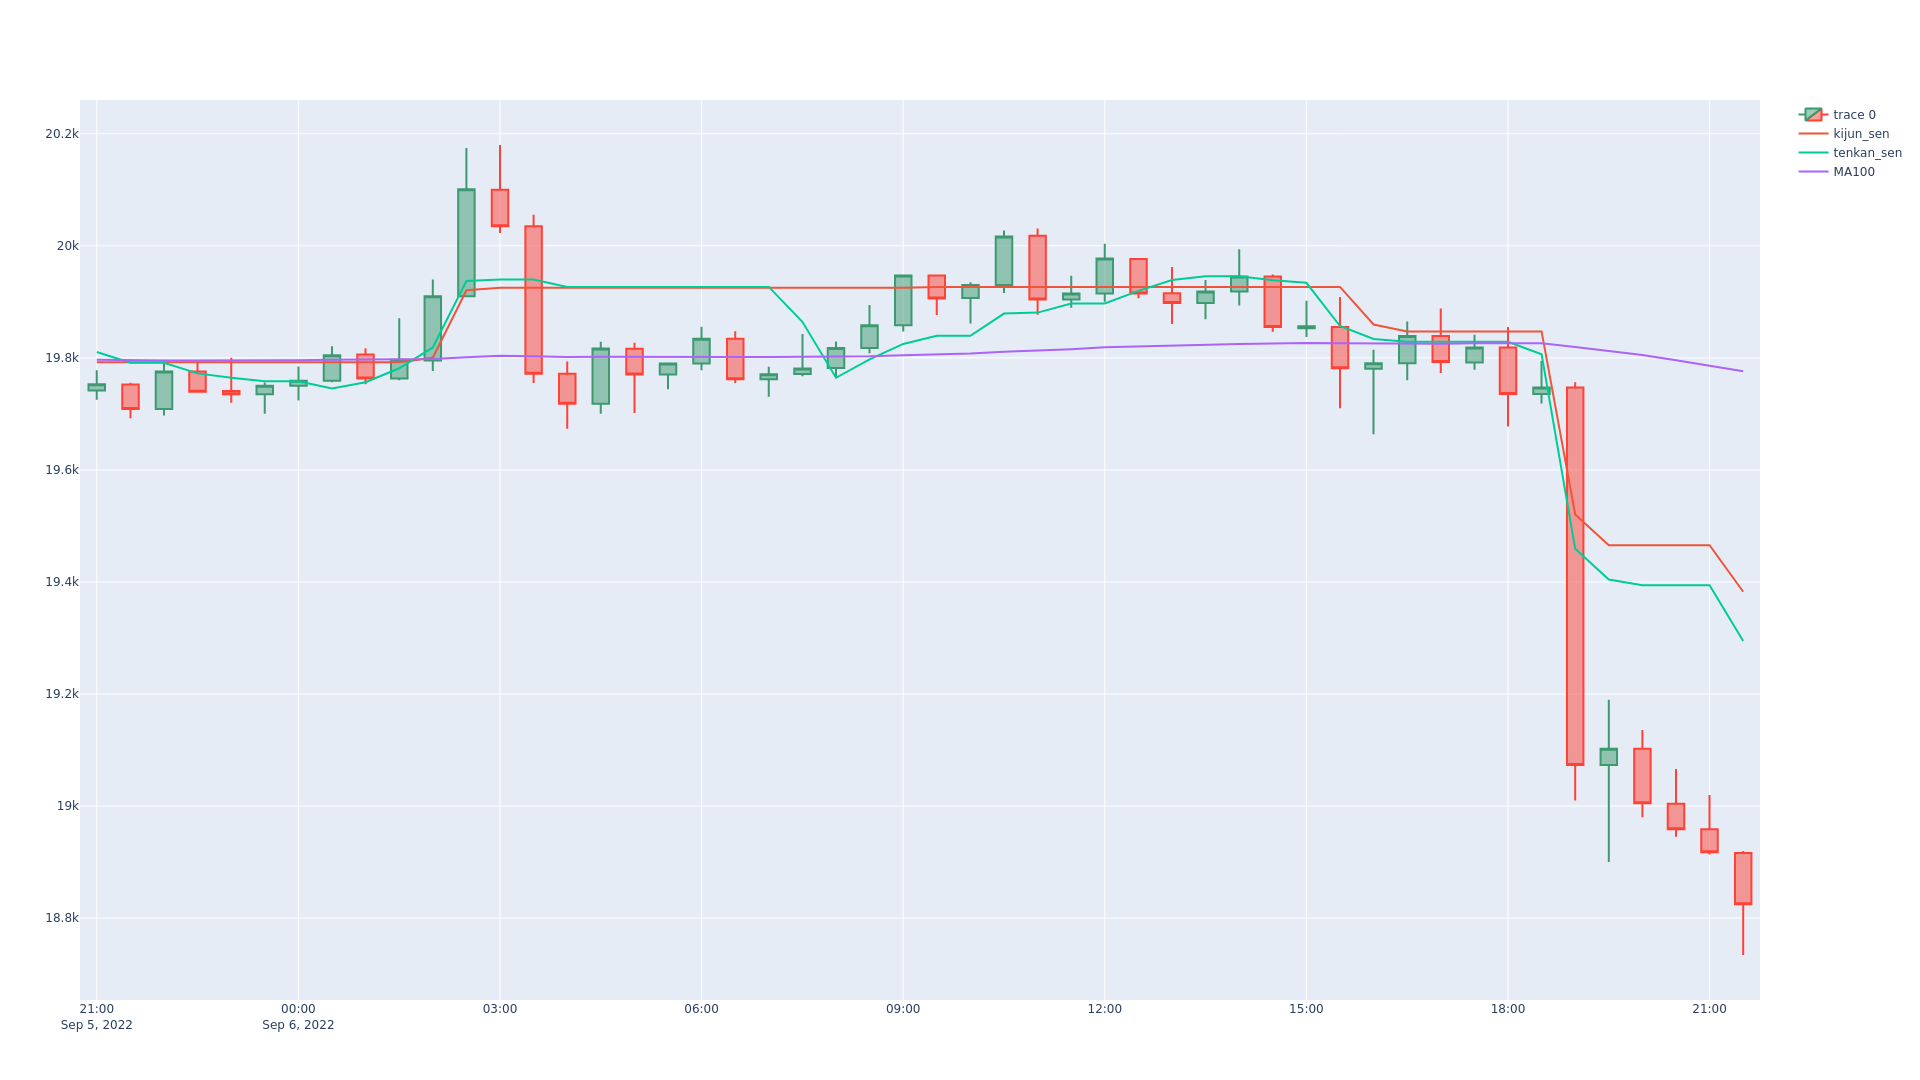 trace 0
kijun_sen
tenkan_sen
MA100
20.2k
20k
19.8k
19.6k
19.4k
19.2k
19k
18.8k
21:00 00:00 03:00 06:00 09:00 12:00 15:00 18:00 21:00
Sep 5, 2022 Sep 6, 2022